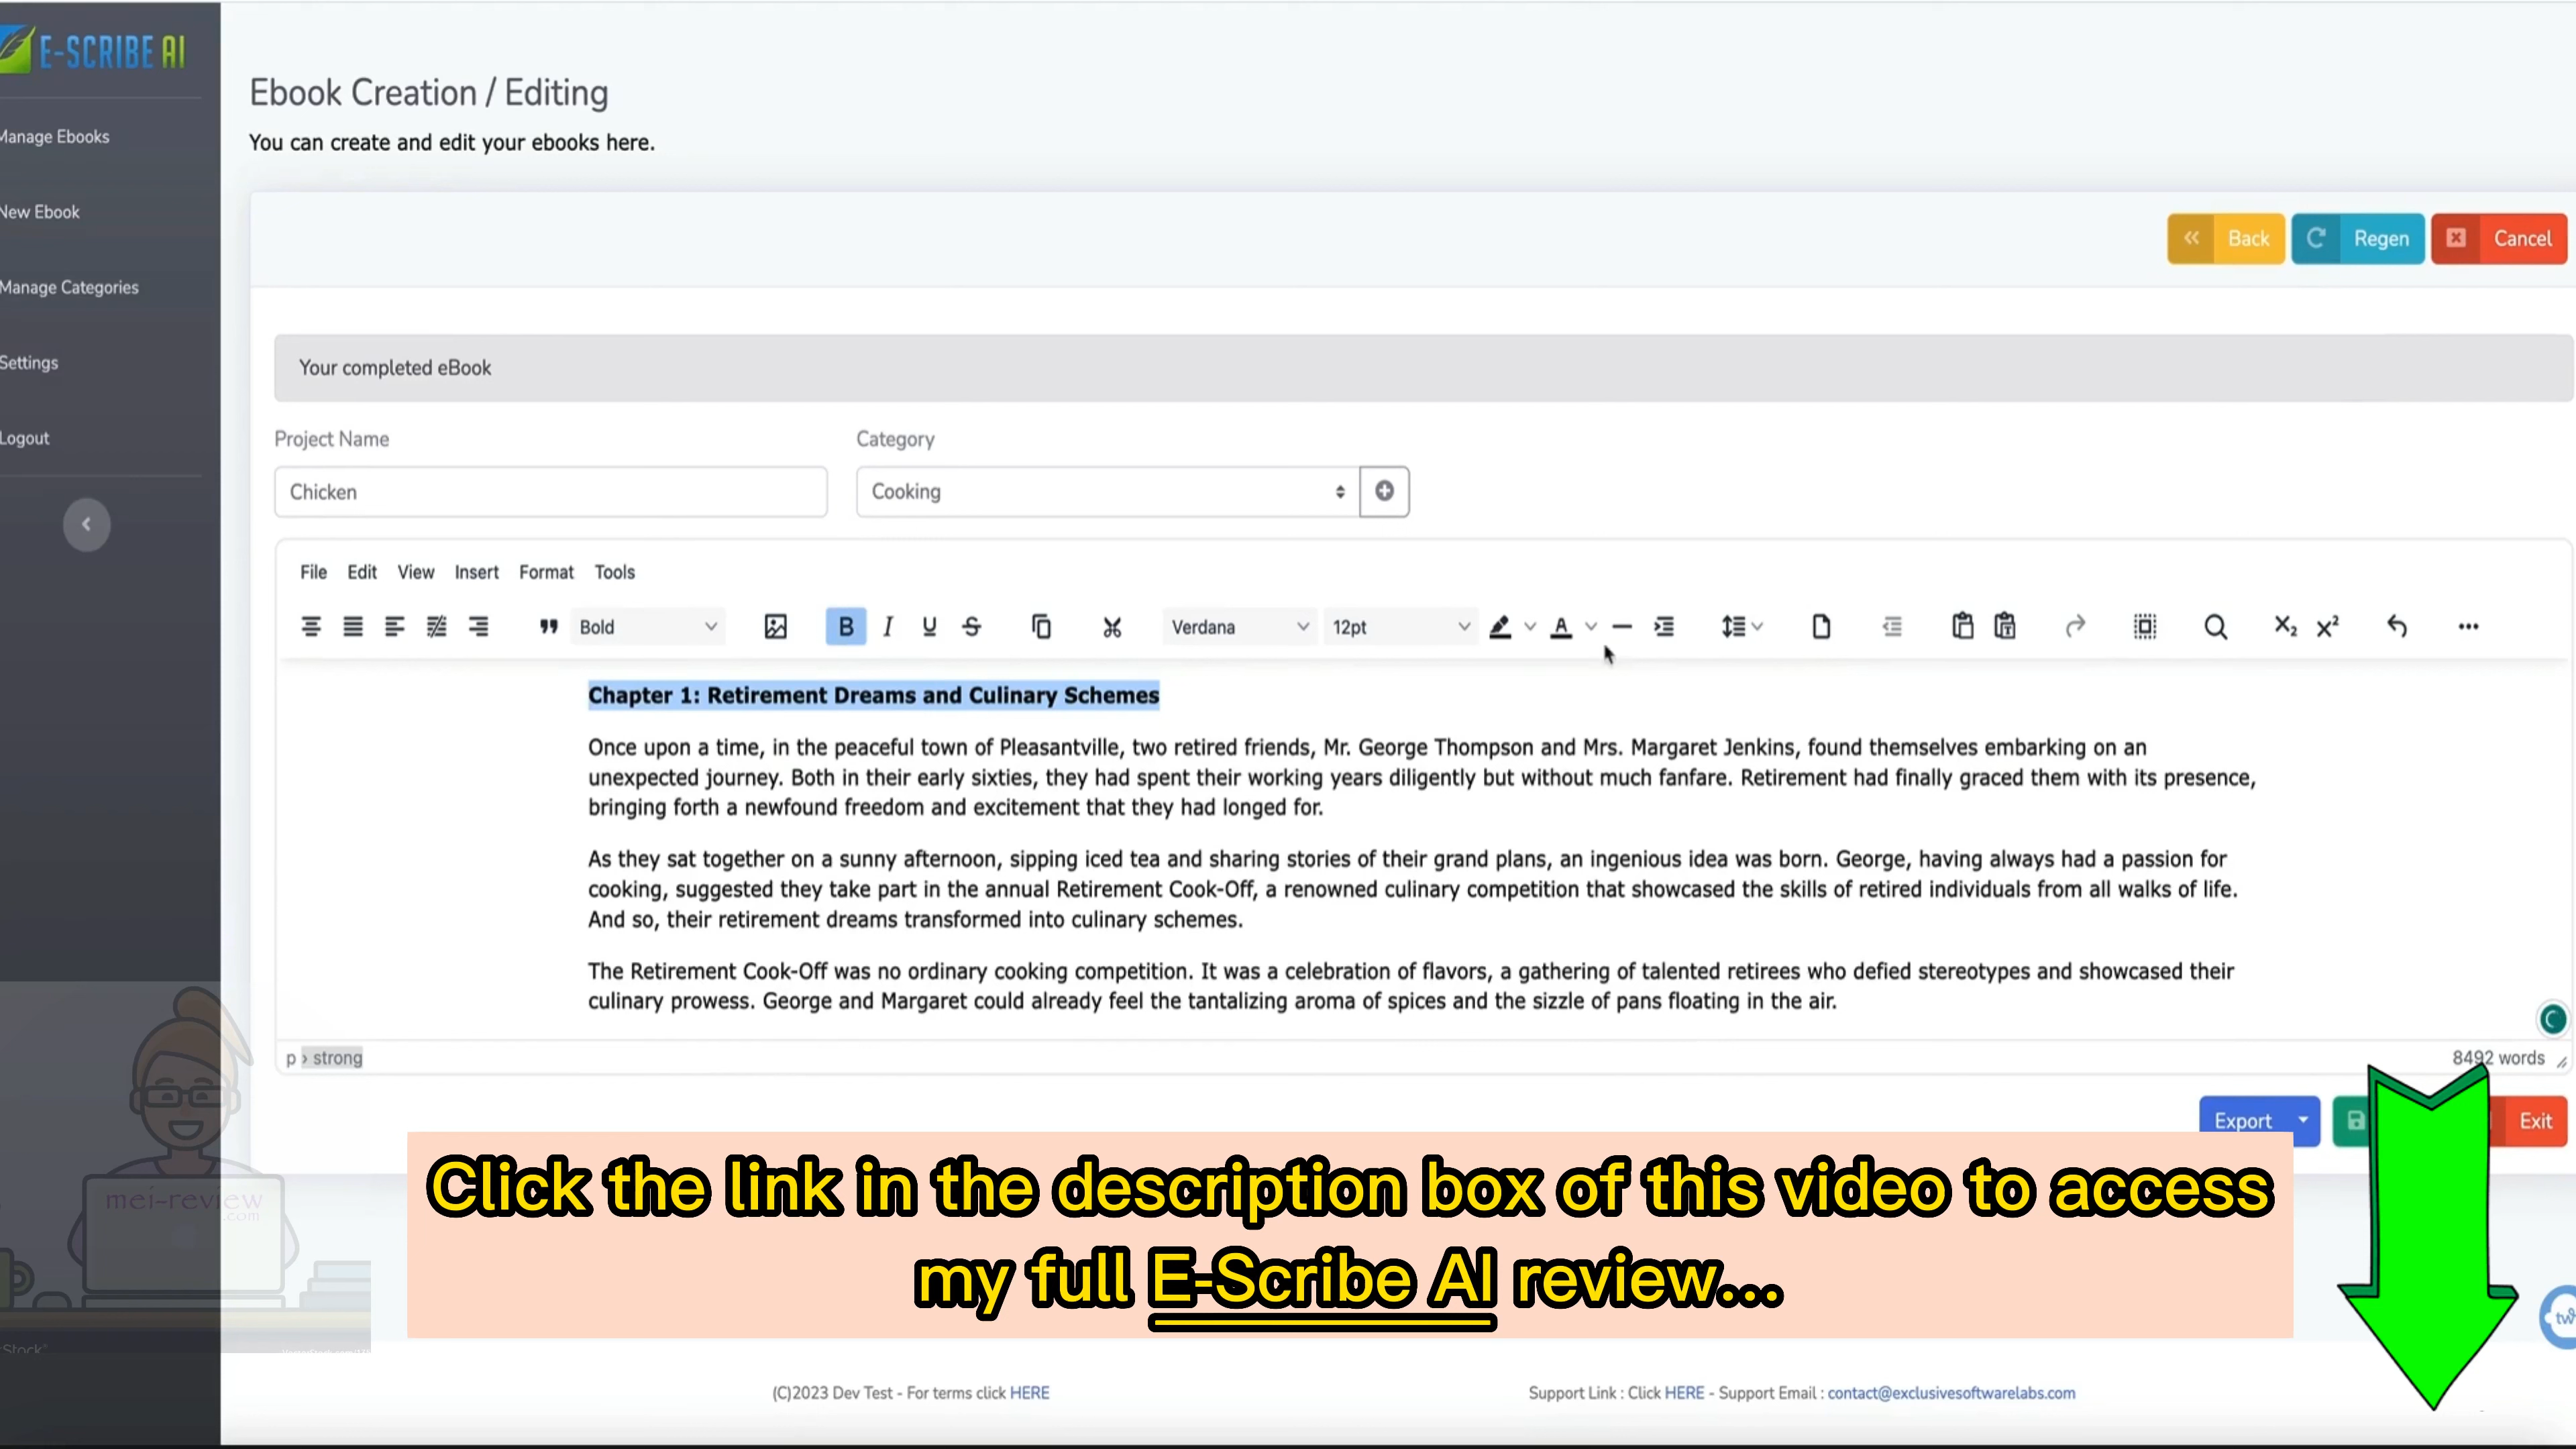 E-SCRIBE AI
Manage Ebooks
New Ebook
Manage Categories
Settings
Logout
Ebook Creation / Editing
You can create and edit your ebooks here.
Back
Regen
Cancel
Your completed eBook
Project Name
Category
Chicken
Cooking
File Edit View Insert Format Tools
Bold
B I U S
Verdana
12pt
A
X₂ X²
Chapter 1: Retirement Dreams and Culinary Schemes
Once upon a time, in the peaceful town of Pleasantville, two retired friends, Mr. George Thompson and Mrs. Margaret Jenkins, found themselves embarking on an
unexpected journey. Both in their early sixties, they had spent their working years diligently but without much fanfare. Retirement had finally graced them with its presence,
bringing forth a newfound freedom and excitement that they had longed for.
As they sat together on a sunny afternoon, sipping iced tea and sharing stories of their grand plans, an ingenious idea was born. George, having always had a passion for
cooking, suggested they take part in the annual Retirement Cook-Off, a renowned culinary competition that showcased the skills of retired individuals from all walks of life.
And so, their retirement dreams transformed into culinary schemes.
The Retirement Cook-Off was no ordinary cooking competition. It was a celebration of flavors, a gathering of talented retirees who defied stereotypes and showcased their
culinary prowess. George and Margaret could already feel the tantalizing aroma of spices and the sizzle of pans floating in the air.
p › strong
8492 words
Export
Exit
mei-review
.com
Click the link in the description box of this video to access
my full E-Scribe AI review...
Stock
(C)2023 Dev Test - For terms click HERE
Support Link : Click HERE - Support Email : contact@exclusivesoftwarelabs.com